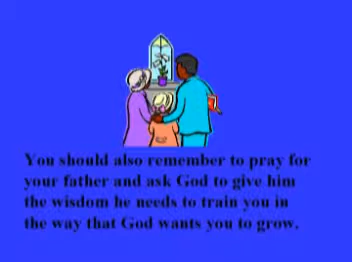 You should also remember to pray for
your father and ask God to give him
the wisdom he needs to train you in
the way that God wants you to grow.